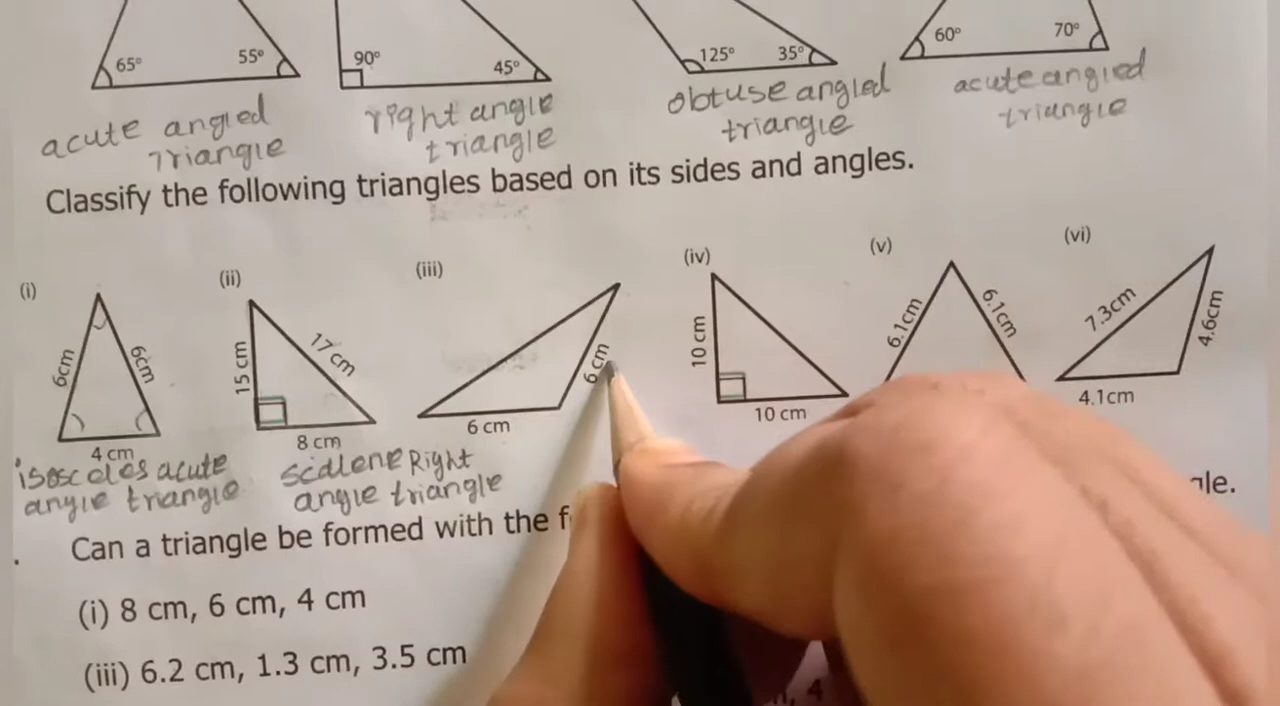 65° 55° 90° 45° 125° 35° 60° 70°
acute angled
Triangle
right angle
triangle
obtuse angled
triangle
acute angled
triangle
Classify the following triangles based on its sides and angles.
(i) (ii) (iii) (iv) (v) (vi)
6cm 6cm 4 cm
15 cm 17 cm 8 cm
6 cm 6 cm
10 cm 10 cm
6.1cm 6.1cm
7.3cm 4.6cm 4.1cm
isosceles acute
angle triangle
scalene Right
angle triangle
Can a triangle be formed with the f
(i) 8 cm, 6 cm, 4 cm
(iii) 6.2 cm, 1.3 cm, 3.5 cm